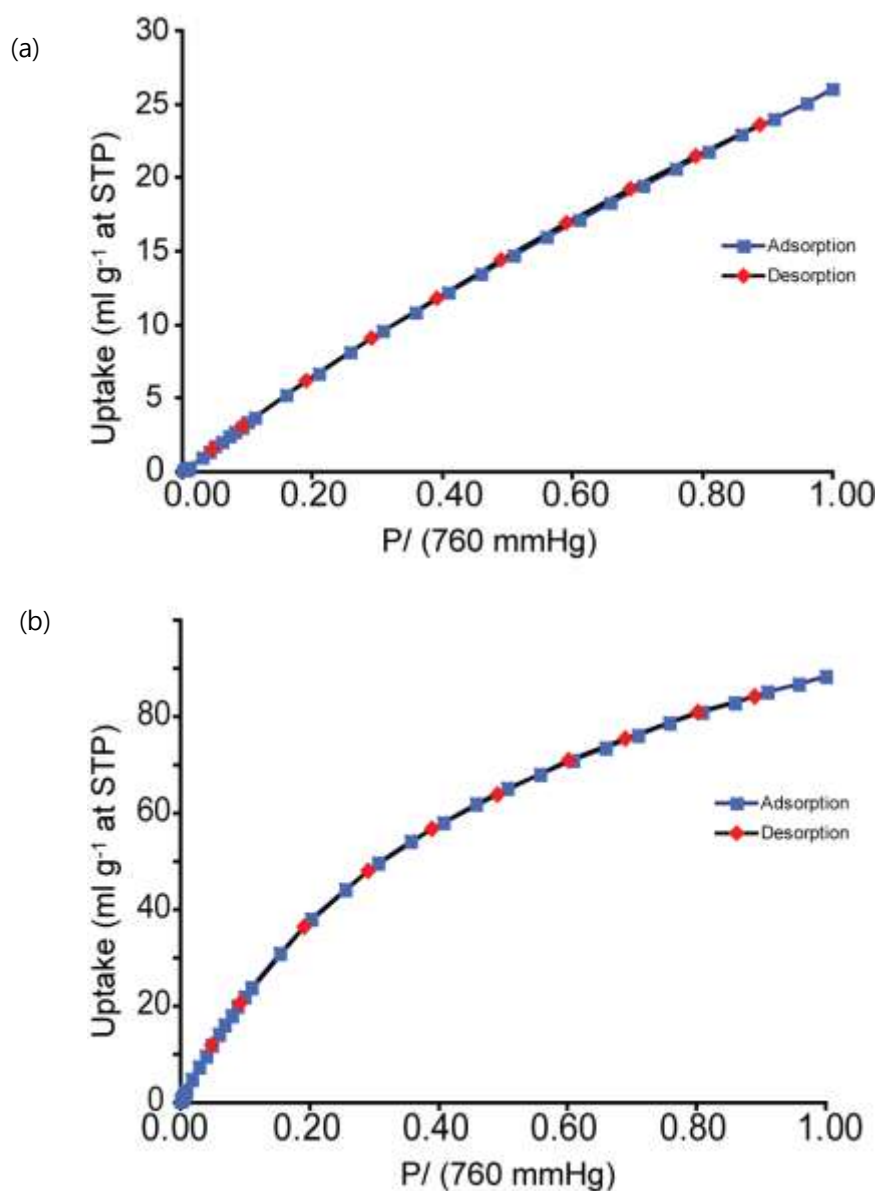 (a)
30
25
20
15
10
5
0
Uptake (ml g⁻¹ at STP)
Adsorption
Desorption
0.00 0.20 0.40 0.60 0.80 1.00
P/ (760 mmHg)
(b)
80
60
40
20
0
Uptake (ml g⁻¹ at STP)
Adsorption
Desorption
0.00 0.20 0.40 0.60 0.80 1.00
P/ (760 mmHg)